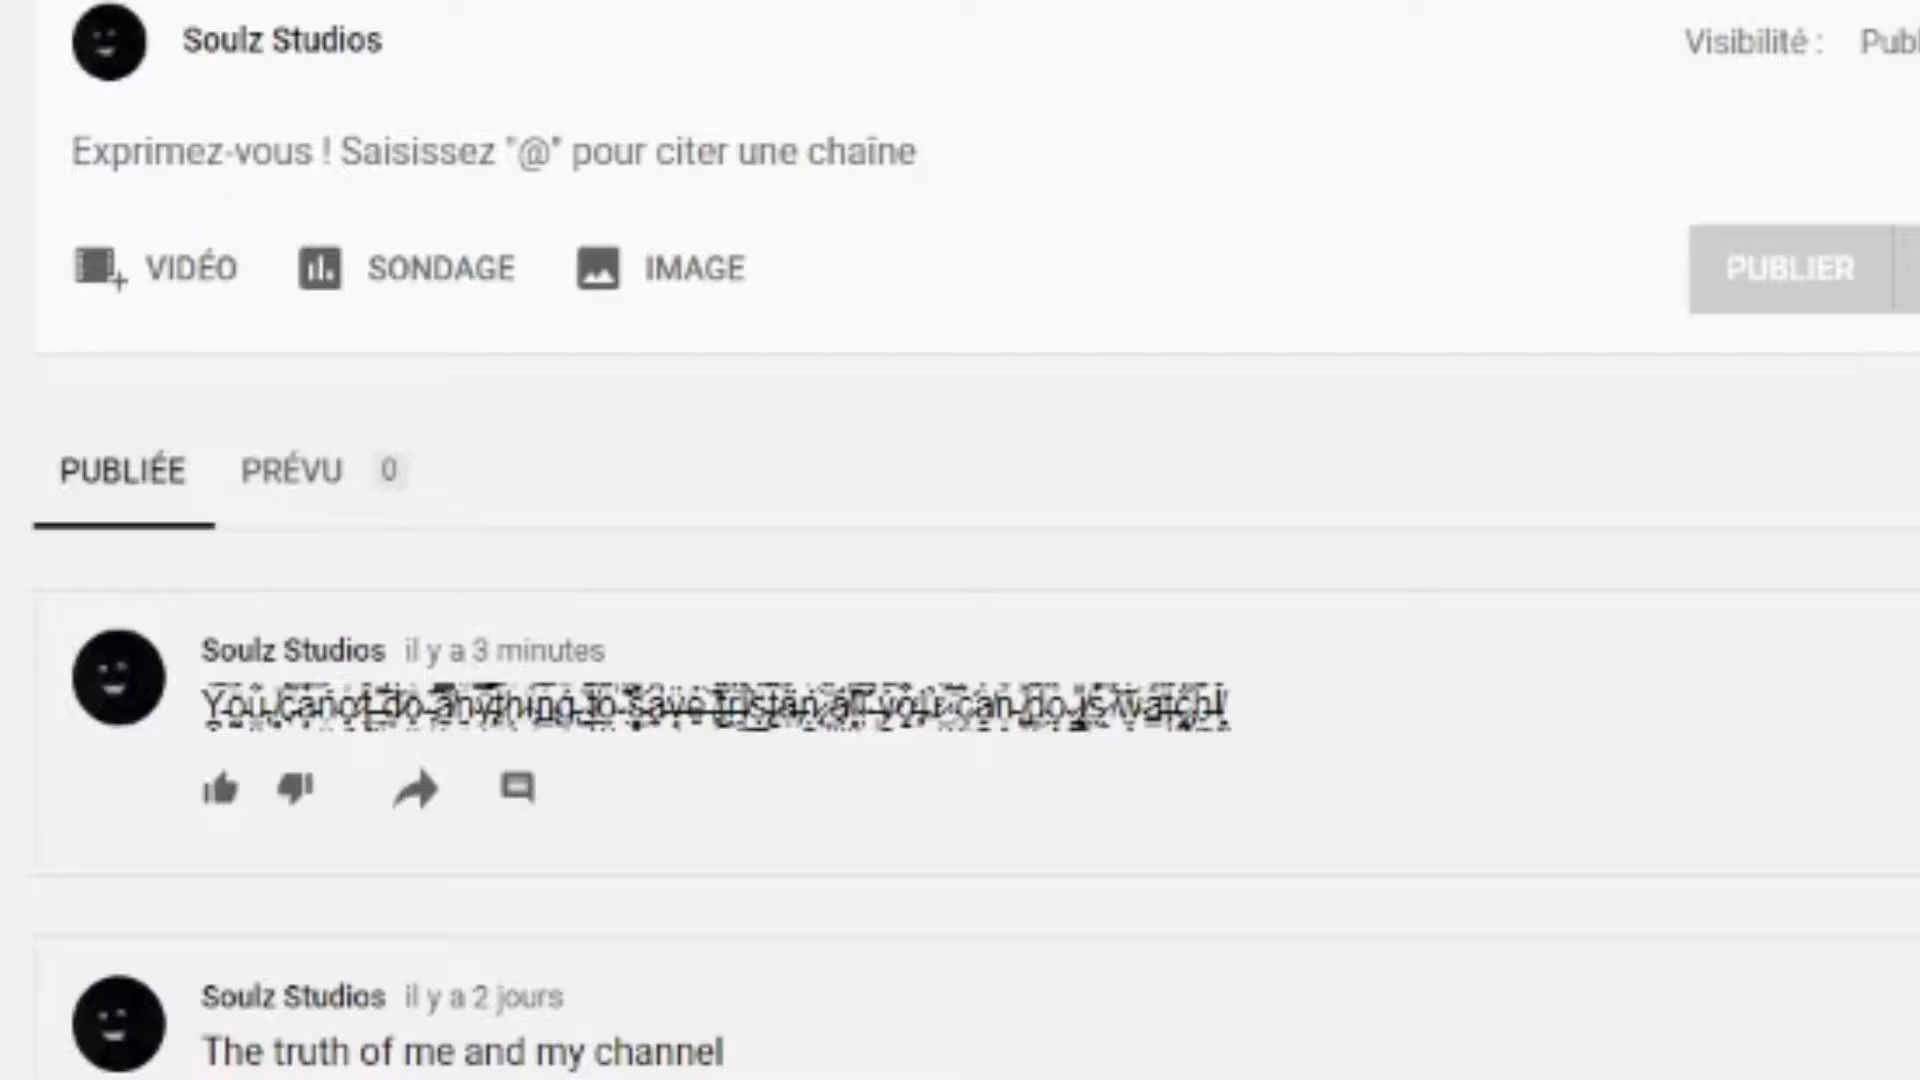 Soulz Studios
Visibilité : Publ
Exprimez-vous ! Saisissez "@" pour citer une chaîne
VIDÉO SONDAGE IMAGE
PUBLIER
PUBLIÉE PRÉVU 0
Soulz Studios il y a 3 minutes
You canot do anything to save tristan all your can do is watch!
Soulz Studios il y a 2 jours
The truth of me and my channel